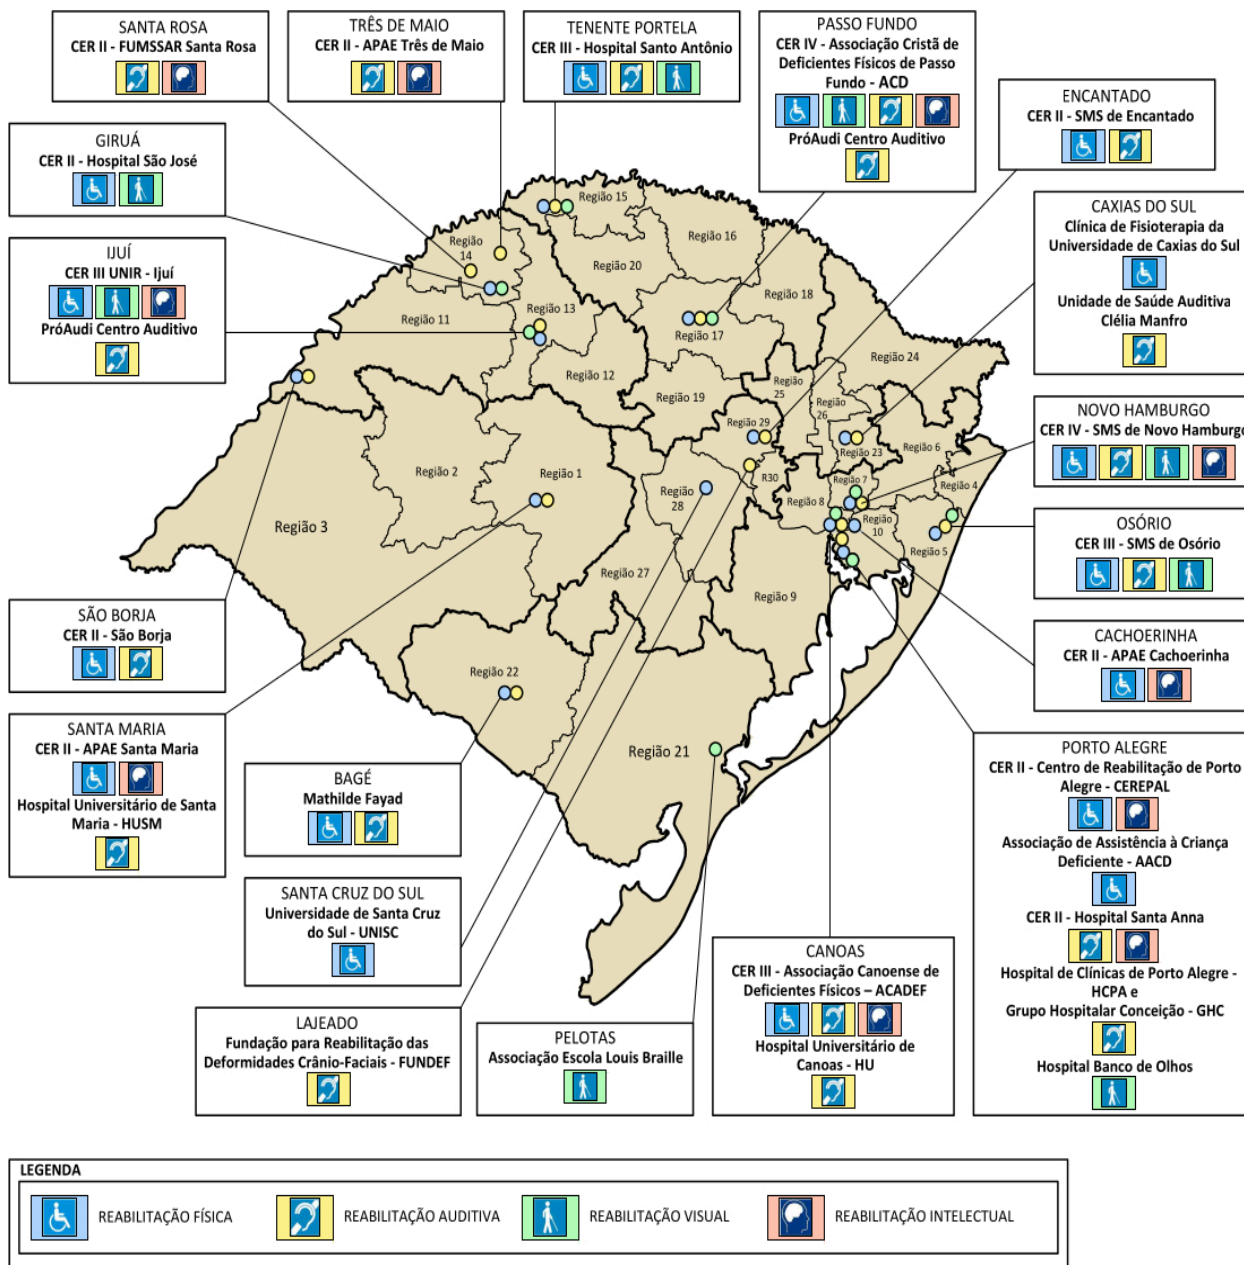 SANTA ROSA
CER II - FUMSSAR Santa Rosa
TRÊS DE MAIO
CER II - APAE Três de Maio
TENENTE PORTELA
CER III - Hospital Santo Antônio
PASSO FUNDO
CER IV - Associação Cristã de
Deficientes Físicos de Passo
Fundo - ACD
PróAudi Centro Auditivo
ENCANTADO
CER II - SMS de Encantado
GIRUÁ
CER II - Hospital São José
IJUÍ
CER III UNIR - Ijuí
PróAudi Centro Auditivo
CAXIAS DO SUL
Clínica de Fisioterapia da
Universidade de Caxias do Sul
Unidade de Saúde Auditiva
Clélia Manfro
NOVO HAMBURGO
CER IV - SMS de Novo Hamburgo
OSÓRIO
CER III - SMS de Osório
CACHOERINHA
CER II - APAE Cachoerinha
SÃO BORJA
CER II - São Borja
SANTA MARIA
CER II - APAE Santa Maria
Hospital Universitário de Santa
Maria - HUSM
BAGÉ
Mathilde Fayad
SANTA CRUZ DO SUL
Universidade de Santa Cruz
do Sul - UNISC
LAJEADO
Fundação para Reabilitação das
Deformidades Crânio-Faciais - FUNDEF
PELOTAS
Associação Escola Louis Braille
CANOAS
CER III - Associação Canoense de
Deficientes Físicos – ACADEF
Hospital Universitário de
Canoas - HU
PORTO ALEGRE
CER II - Centro de Reabilitação de Porto
Alegre - CEREPAL
Associação de Assistência à Criança
Deficiente - AACD
CER II - Hospital Santa Anna
Hospital de Clínicas de Porto Alegre -
HCPA e
Grupo Hospitalar Conceição - GHC
Hospital Banco de Olhos
Região 15
Região 16
Região
14
Região 20
Região 18
Região 13
Região 11
Região 17
Região 24
Região 12
Região
25
Região 19
Região
26
Região 29
Região 23
Região 6
Região 2
Região 1
R30
Região 7
Região 4
Região
28
Região 8
Região
10
Região 3
Região 5
Região 27
Região 9
Região 22
Região 21
LEGENDA
REABILITAÇÃO FÍSICA
REABILITAÇÃO AUDITIVA
REABILITAÇÃO VISUAL
REABILITAÇÃO INTELECTUAL